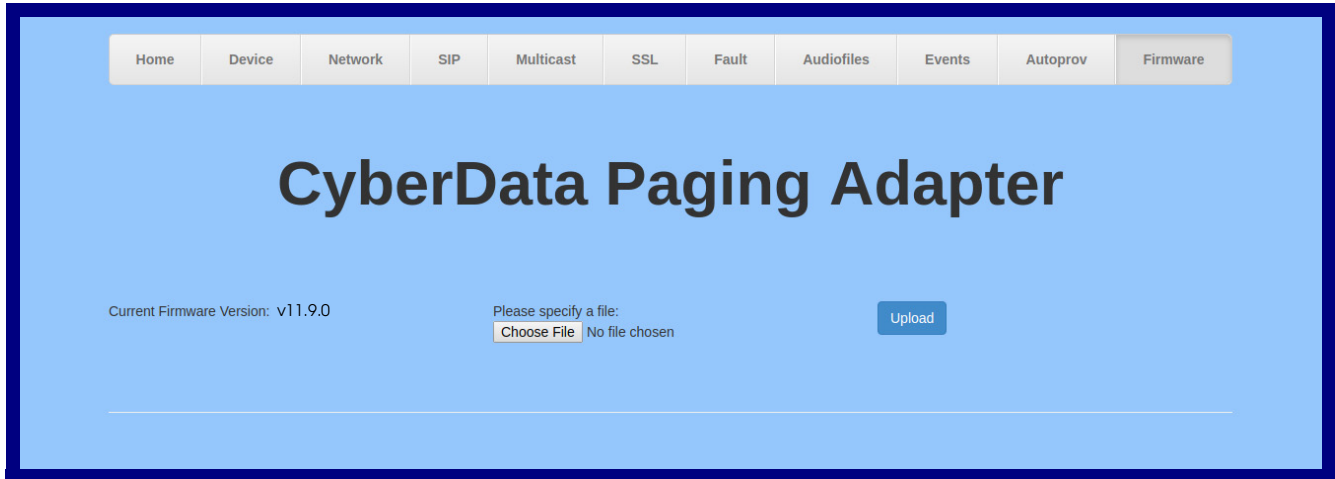 Home Device Network SIP Multicast SSL Fault Audiofiles Events Autoprov Firmware
CyberData Paging Adapter
Current Firmware Version: v11.9.0
Please specify a file:
Choose File No file chosen
Upload